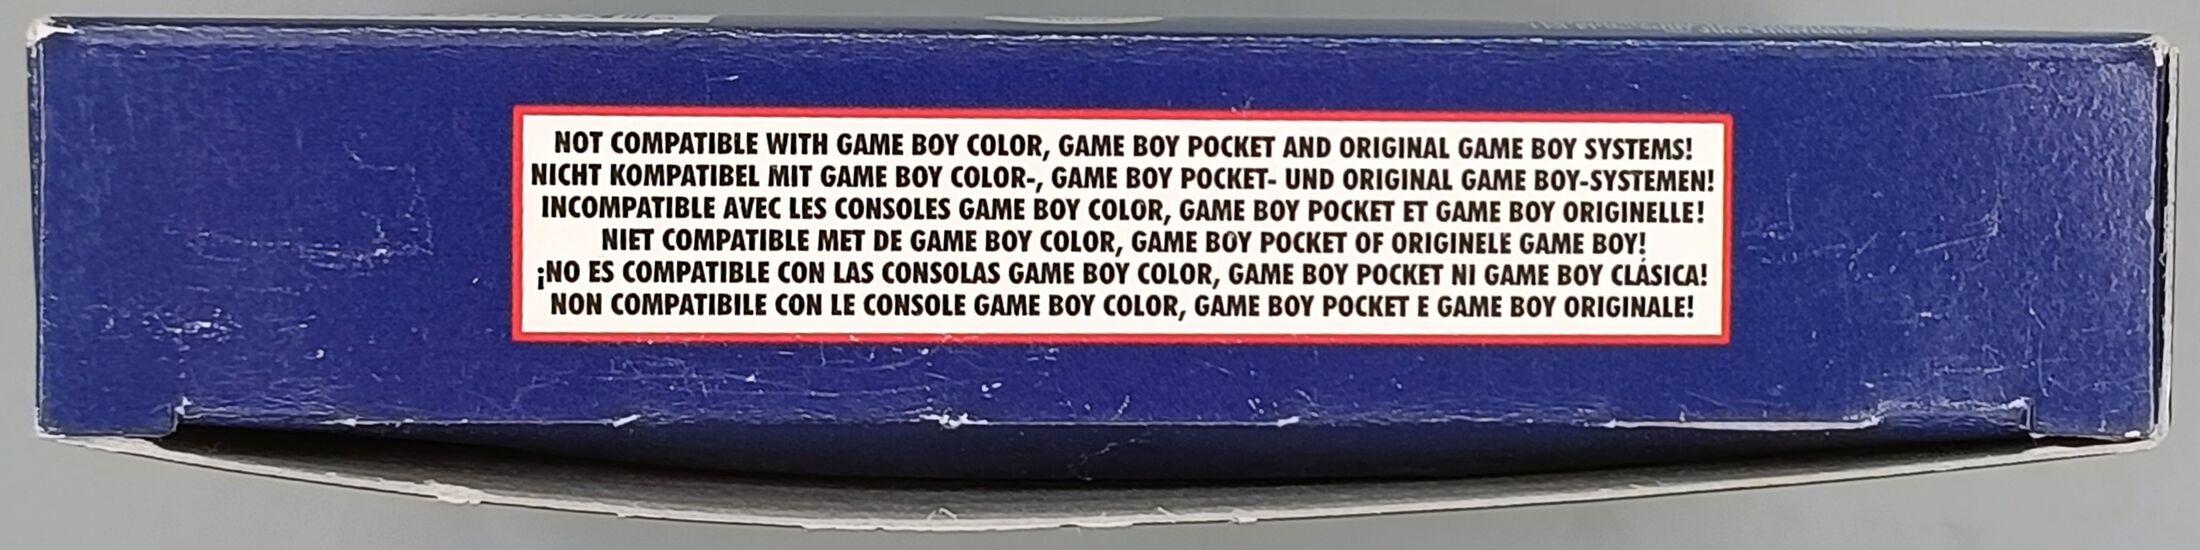 NOT COMPATIBLE WITH GAME BOY COLOR, GAME BOY POCKET AND ORIGINAL GAME BOY SYSTEMS!
NICHT KOMPATIBEL MIT GAME BOY COLOR-, GAME BOY POCKET- UND ORIGINAL GAME BOY-SYSTEMEN!
INCOMPATIBLE AVEC LES CONSOLES GAME BOY COLOR, GAME BOY POCKET ET GAME BOY ORIGINELLE!
NIET COMPATIBLE MET DE GAME BOY COLOR, GAME BOY POCKET OF ORIGINELE GAME BOY!
¡NO ES COMPATIBLE CON LAS CONSOLAS GAME BOY COLOR, GAME BOY POCKET NI GAME BOY CLÁSICA!
NON COMPATIBILE CON LE CONSOLE GAME BOY COLOR, GAME BOY POCKET E GAME BOY ORIGINALE!